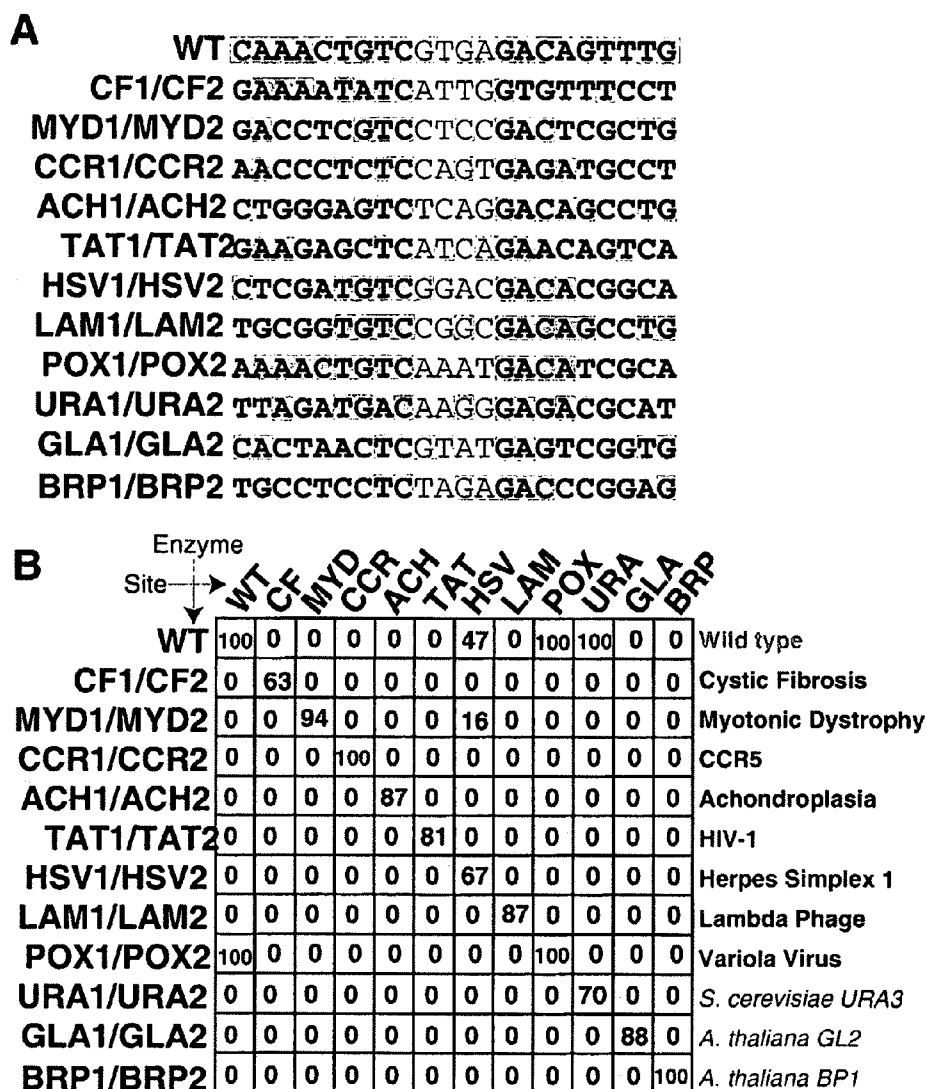 A
WT CAAACTGTCGTGAGACAGTTTG
CF1/CF2 GAAAATATCATTGGTGTTTCCT
MYD1/MYD2 GACCTCGTCCTCCGACTCGCTG
CCR1/CCR2 AACCCTCTCCAGTGAGATGCCT
ACH1/ACH2 CTGGGAGTCTCAGGACAGCCTG
TAT1/TAT2 GAAGAGCTCATCAGAACAGTCA
HSV1/HSV2 CTCGATGTCGGACGACACGGCA
LAM1/LAM2 TGCGGTGTCCGGCGACAGCCTG
POX1/POX2 AAAACTGTCAAATGACATCGCA
URA1/URA2 TTAGATGACAAGGGAGACGCAT
GLA1/GLA2 CACTAACTCGTATGAGTCGGTG
BRP1/BRP2 TGCCTCCTCTAGAGACCCGGAG
B
Enzyme
Site
WT CF MYD CCR ACH TAT HSV LAM POX URA GLA BRP
WT 100 0 0 0 0 0 47 0 100 100 0 0 Wild type
CF1/CF2 0 63 0 0 0 0 0 0 0 0 0 0 Cystic Fibrosis
MYD1/MYD2 0 0 94 0 0 0 16 0 0 0 0 0 Myotonic Dystrophy
CCR1/CCR2 0 0 0 100 0 0 0 0 0 0 0 0 CCR5
ACH1/ACH2 0 0 0 0 87 0 0 0 0 0 0 0 Achondroplasia
TAT1/TAT2 0 0 0 0 0 81 0 0 0 0 0 0 HIV-1
HSV1/HSV2 0 0 0 0 0 0 67 0 0 0 0 0 Herpes Simplex 1
LAM1/LAM2 0 0 0 0 0 0 0 87 0 0 0 0 Lambda Phage
POX1/POX2 100 0 0 0 0 0 0 0 100 0 0 0 Variola Virus
URA1/URA2 0 0 0 0 0 0 0 0 0 70 0 0 S. cerevisiae URA3
GLA1/GLA2 0 0 0 0 0 0 0 0 0 0 88 0 A. thaliana GL2
BRP1/BRP2 0 0 0 0 0 0 0 0 0 0 0 100 A. thaliana BP1